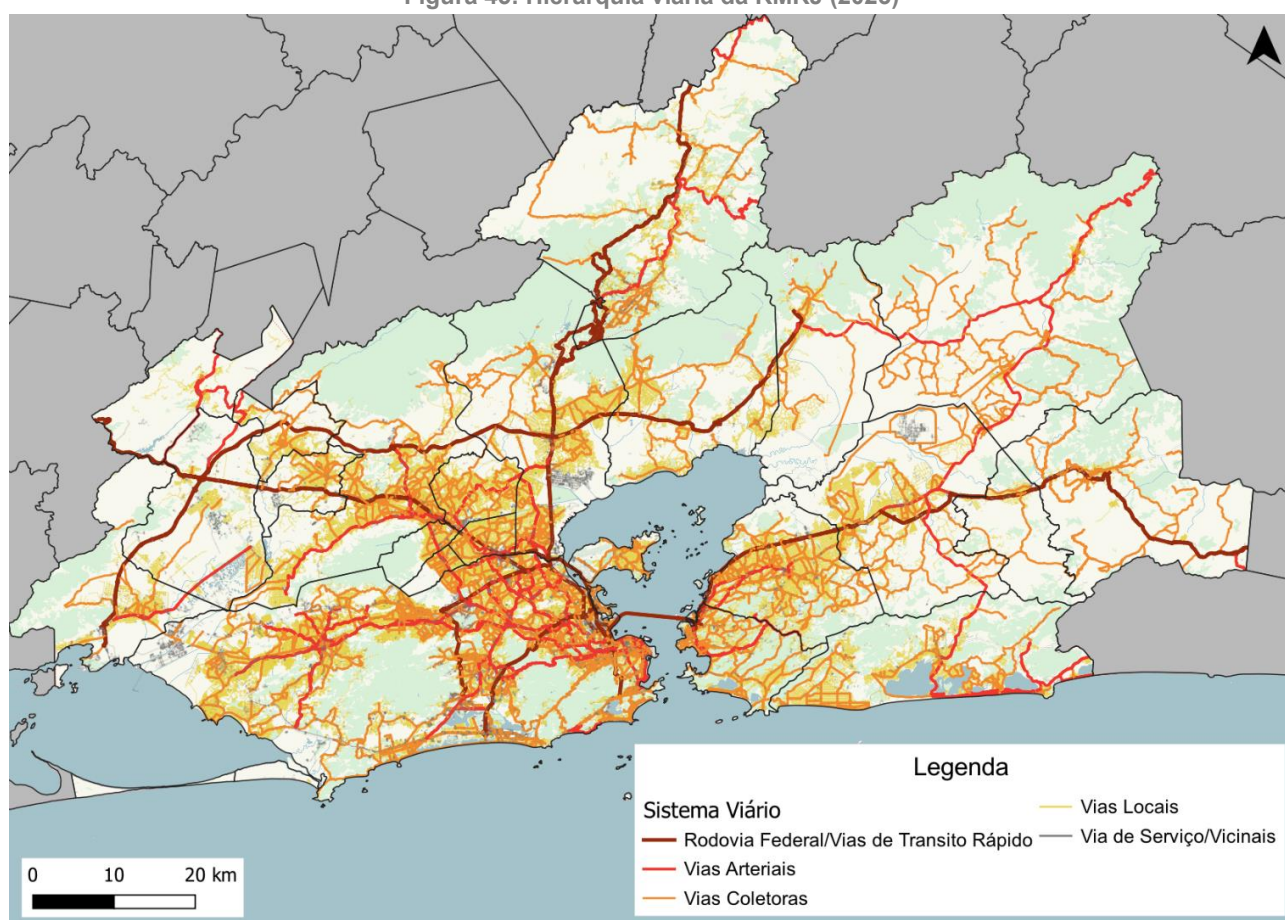 Legenda
Sistema Viário
Rodovia Federal/Vias de Transito Rápido
Vias Arteriais
Vias Coletoras
Vias Locais
Via de Serviço/Vicinais
0 10 20 km